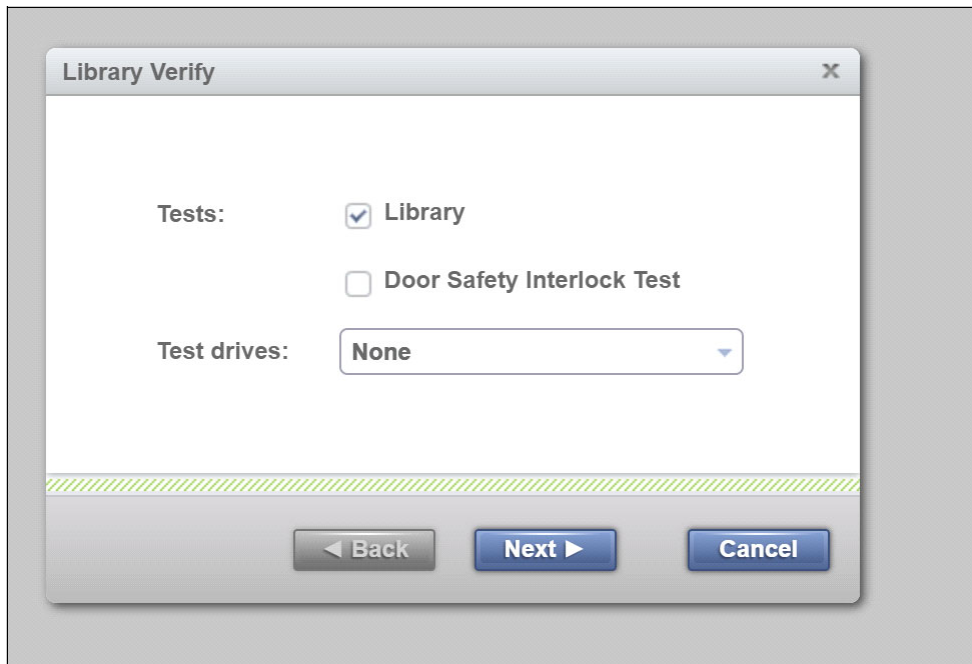 Library Verify x
Tests: Library
Door Safety Interlock Test
Test drives: None
◄ Back Next ► Cancel